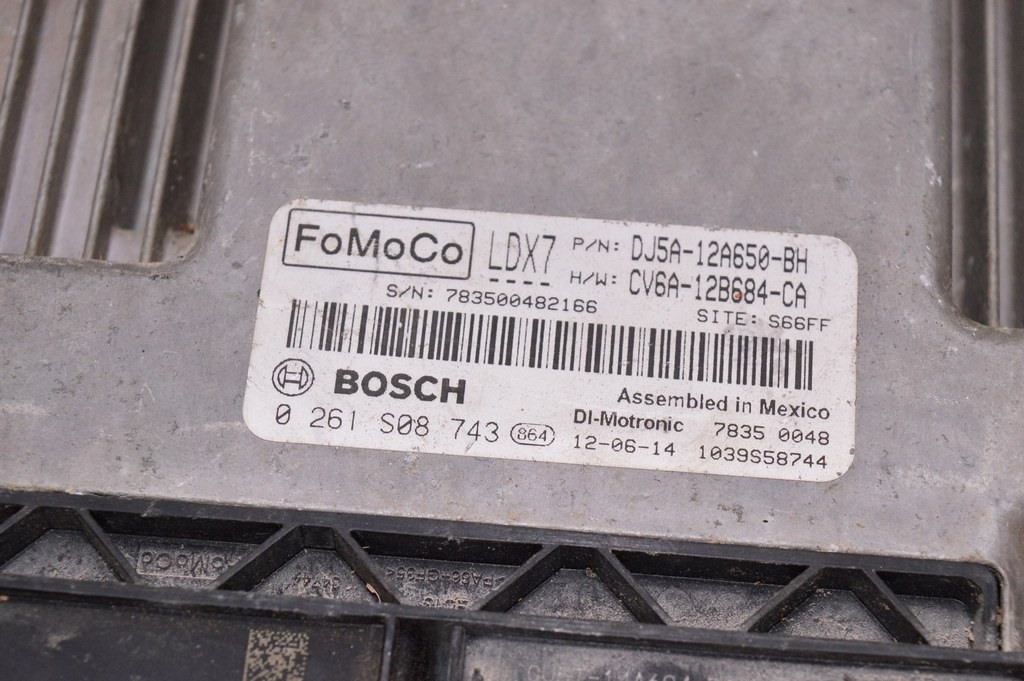 FoMoCo LDX7 P/N: DJ5A-12A650-BH
H/W: CV6A-12B684-CA
S/N: 783500482166 SITE: S66FF
BOSCH Assembled in Mexico
0 261 S08 743 864 DI-Motronic 7835 0048
12-06-14 1039S58744
FoMoCo